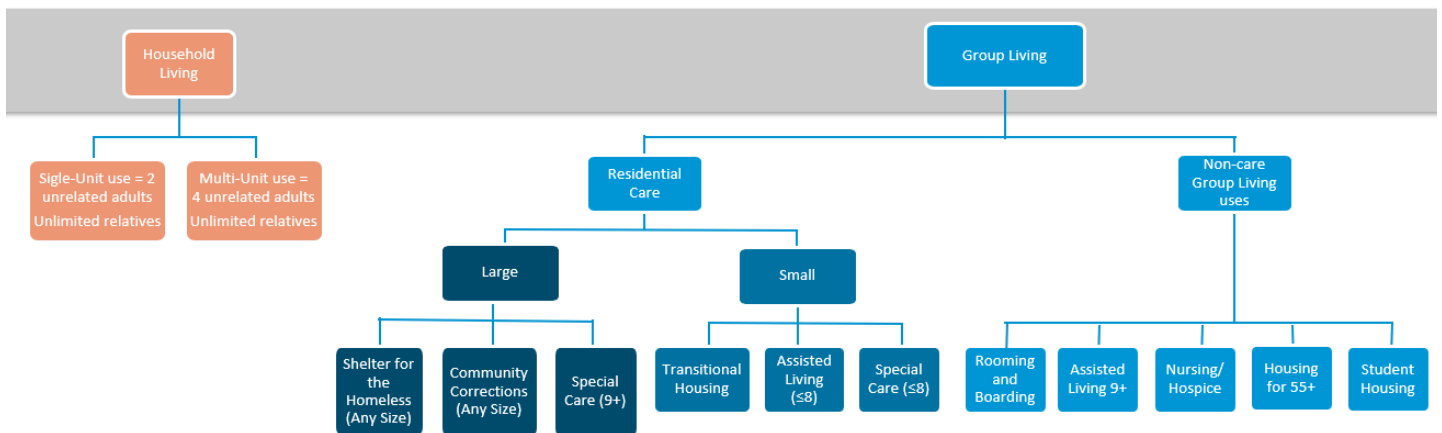 Household
Living
Group Living
Sigle-Unit use = 2
unrelated adults
Unlimited relatives
Multi-Unit use =
4 unrelated adults
Unlimited relatives
Residential
Care
Non-care
Group Living
uses
Large
Small
Shelter for
the
Homeless
(Any Size)
Community
Corrections
(Any Size)
Special
Care (9+)
Transitional
Housing
Assisted
Living
(≤8)
Special
Care (≤8)
Rooming
and
Boarding
Assisted
Living 9+
Nursing/
Hospice
Housing
for 55+
Student
Housing